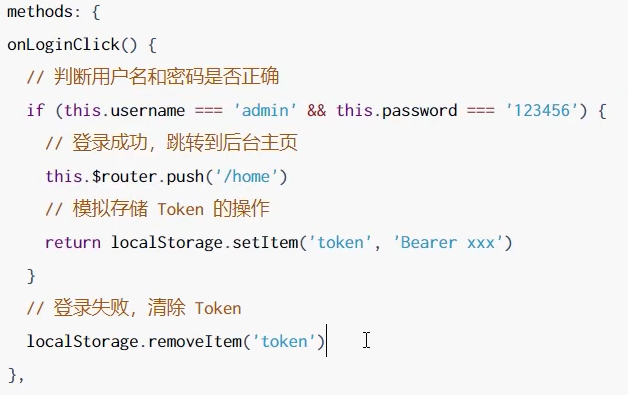 methods: {
onLoginClick() {
// 判断用户名和密码是否正确
if (this.username === 'admin' && this.password === '123456') {
// 登录成功，跳转到后台主页
this.$router.push('/home')
// 模拟存储 Token 的操作
return localStorage.setItem('token', 'Bearer xxx')
}
// 登录失败，清除 Token
localStorage.removeItem('token')
},